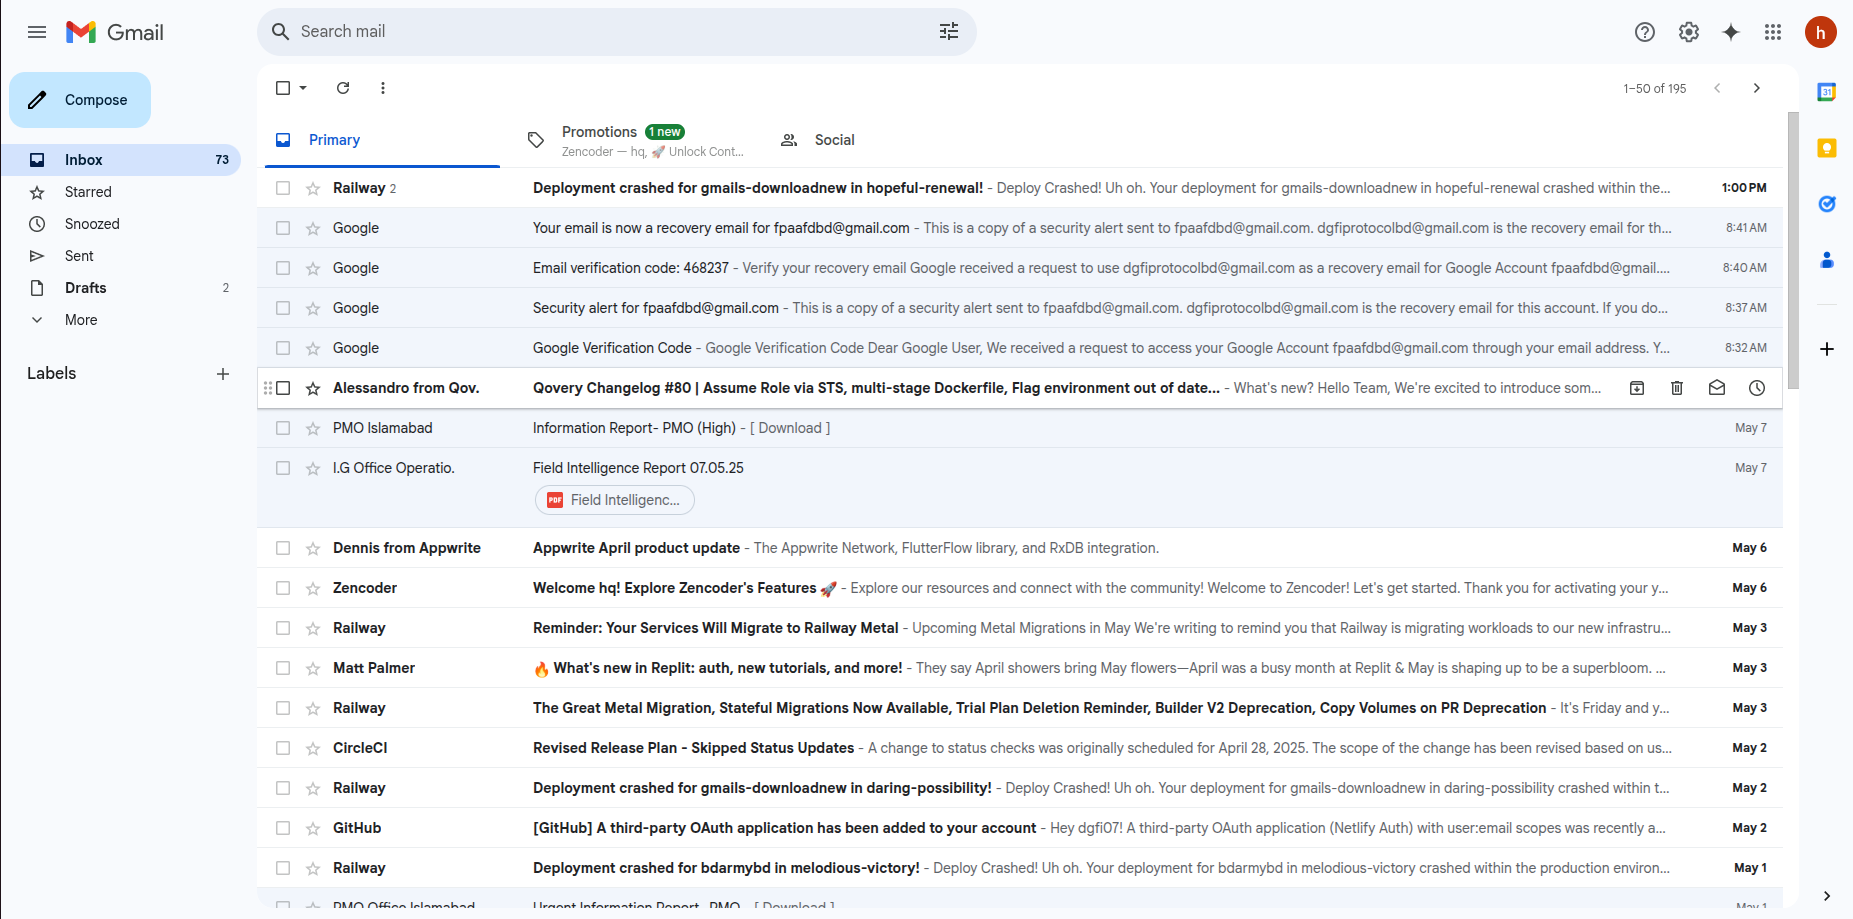 Gmail
Search mail
h
Compose
Inbox 73
Starred
Snoozed
Sent
Drafts 2
More
Labels
1–50 of 195
31
Primary
Promotions 1 new
Zencoder — hq, 🚀 Unlock Cont...
Social
Railway 2 Deployment crashed for gmails-downloadnew in hopeful-renewal! - Deploy Crashed! Uh oh. Your deployment for gmails-downloadnew in hopeful-renewal crashed within the... 1:00 PM
Google Your email is now a recovery email for fpaafdbd@gmail.com - This is a copy of a security alert sent to fpaafdbd@gmail.com. dgfiprotocolbd@gmail.com is the recovery email for th... 8:41 AM
Google Email verification code: 468237 - Verify your recovery email Google received a request to use dgfiprotocolbd@gmail.com as a recovery email for Google Account fpaafdbd@gmail.... 8:40 AM
Google Security alert for fpaafdbd@gmail.com - This is a copy of a security alert sent to fpaafdbd@gmail.com. dgfiprotocolbd@gmail.com is the recovery email for this account. If you do... 8:37 AM
Google Google Verification Code - Google Verification Code Dear Google User, We received a request to access your Google Account fpaafdbd@gmail.com through your email address. Y... 8:32 AM
Alessandro from Qov. Qovery Changelog #80 | Assume Role via STS, multi-stage Dockerfile, Flag environment out of date... - What's new? Hello Team, We're excited to introduce som...
PMO Islamabad Information Report- PMO (High) - [ Download ] May 7
I.G Office Operatio. Field Intelligence Report 07.05.25 May 7
PDF Field Intelligenc...
Dennis from Appwrite Appwrite April product update - The Appwrite Network, FlutterFlow library, and RxDB integration. May 6
Zencoder Welcome hq! Explore Zencoder's Features 🚀 - Explore our resources and connect with the community! Welcome to Zencoder! Let's get started. Thank you for activating your y... May 6
Railway Reminder: Your Services Will Migrate to Railway Metal - Upcoming Metal Migrations in May We're writing to remind you that Railway is migrating workloads to our new infrastru... May 3
Matt Palmer 🔥 What's new in Replit: auth, new tutorials, and more! - They say April showers bring May flowers—April was a busy month at Replit & May is shaping up to be a superbloom. ... May 3
Railway The Great Metal Migration, Stateful Migrations Now Available, Trial Plan Deletion Reminder, Builder V2 Deprecation, Copy Volumes on PR Deprecation - It's Friday and y... May 3
CircleCI Revised Release Plan - Skipped Status Updates - A change to status checks was originally scheduled for April 28, 2025. The scope of the change has been revised based on us... May 2
Railway Deployment crashed for gmails-downloadnew in daring-possibility! - Deploy Crashed! Uh oh. Your deployment for gmails-downloadnew in daring-possibility crashed within t... May 2
GitHub [GitHub] A third-party OAuth application has been added to your account - Hey dgfi07! A third-party OAuth application (Netlify Auth) with user:email scopes was recently a... May 2
Railway Deployment crashed for bdarmybd in melodious-victory! - Deploy Crashed! Uh oh. Your deployment for bdarmybd in melodious-victory crashed within the production environ... May 1
PMO Office Islamabad Urgent Information Report- PMO - [ Download ] May 1